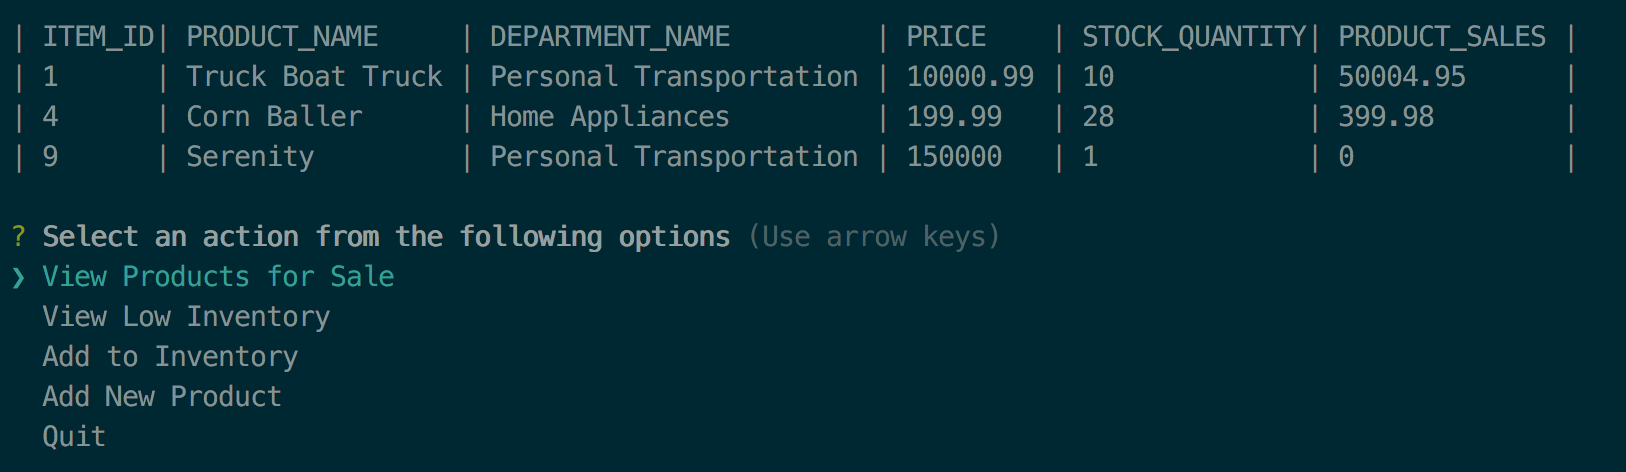 | ITEM_ID| PRODUCT_NAME     | DEPARTMENT_NAME         | PRICE    | STOCK_QUANTITY| PRODUCT_SALES |
| 1      | Truck Boat Truck | Personal Transportation | 10000.99 | 10            | 50004.95      |
| 4      | Corn Baller      | Home Appliances         | 199.99   | 28            | 399.98        |
| 9      | Serenity         | Personal Transportation | 150000   | 1             | 0             |
? Select an action from the following options (Use arrow keys)
❯ View Products for Sale
View Low Inventory
Add to Inventory
Add New Product
Quit